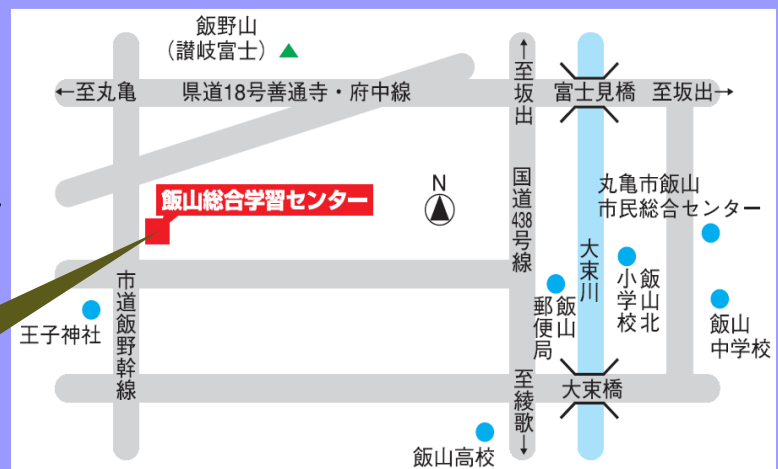 飯野山
（讃岐富士）
←至丸亀
県道18号善通寺・府中線
←至坂出
富士見橋
至坂出→
飯山総合学習センター
N
国道438号線
丸亀市飯山
市民総合センター
大束川
飯山北
小学校
飯山
郵便局
飯山
中学校
市道飯野幹線
王子神社
至綾歌→
大束橋
飯山高校